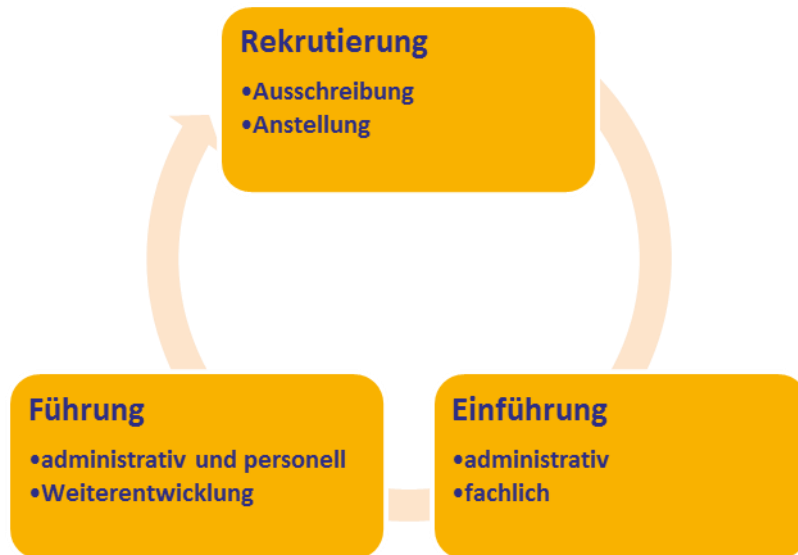 Rekrutierung
•Ausschreibung
•Anstellung
Führung
•administrativ und personell
•Weiterentwicklung
Einführung
•administrativ
•fachlich